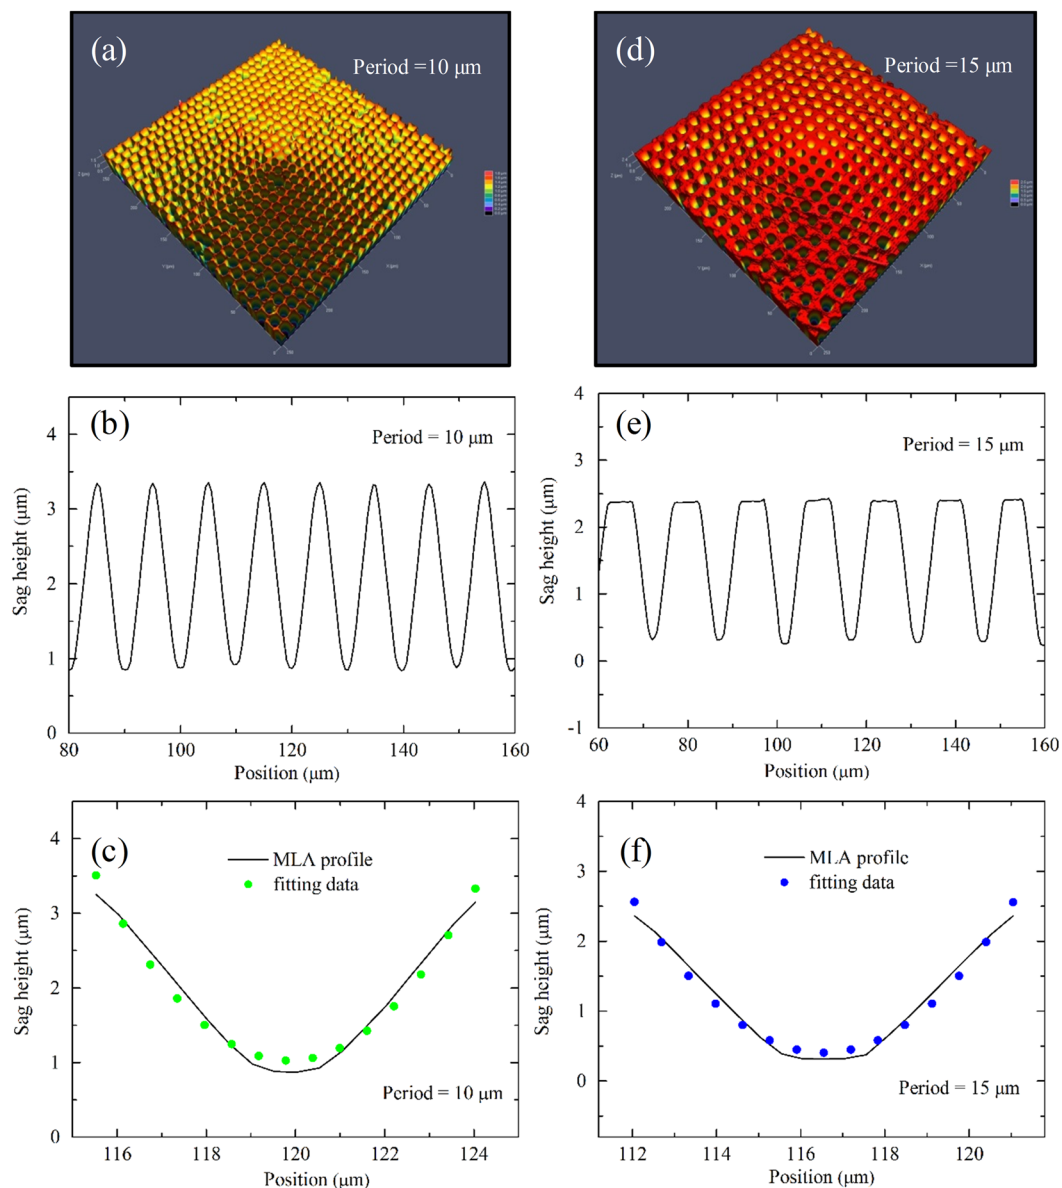 (a)
Period =10 μm
(d)
Period =15 μm
(b)
Period = 10 μm
Sag height (μm)
4
3
2
1
0
80
100
120
140
160
Position (μm)
(e)
Period = 15 μm
Sag height (μm)
4
3
2
1
0
-1
60
80
100
120
140
160
Position (μm)
(c)
MLA profile
fitting data
Period = 10 μm
Sag height (μm)
4
3
2
1
0
116
118
120
122
124
Position (μm)
(f)
MLA profile
fitting data
Period = 15 μm
Sag height (μm)
4
3
2
1
0
112
114
116
118
120
Position (μm)